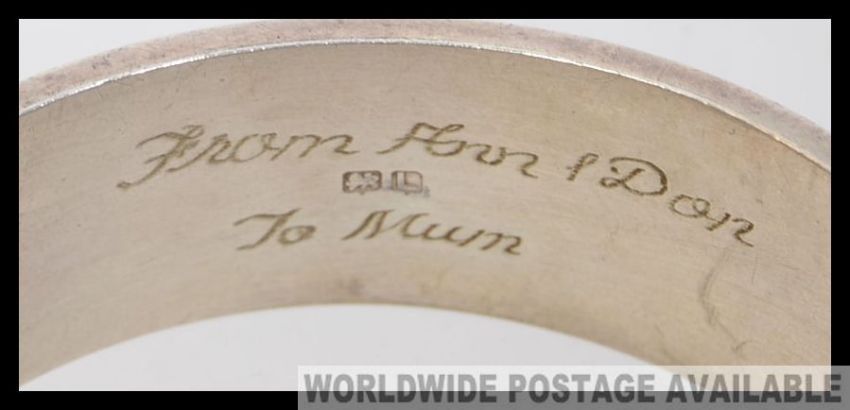 From Ann & Don
To Mum
WORLDWIDE POSTAGE AVAILABLE